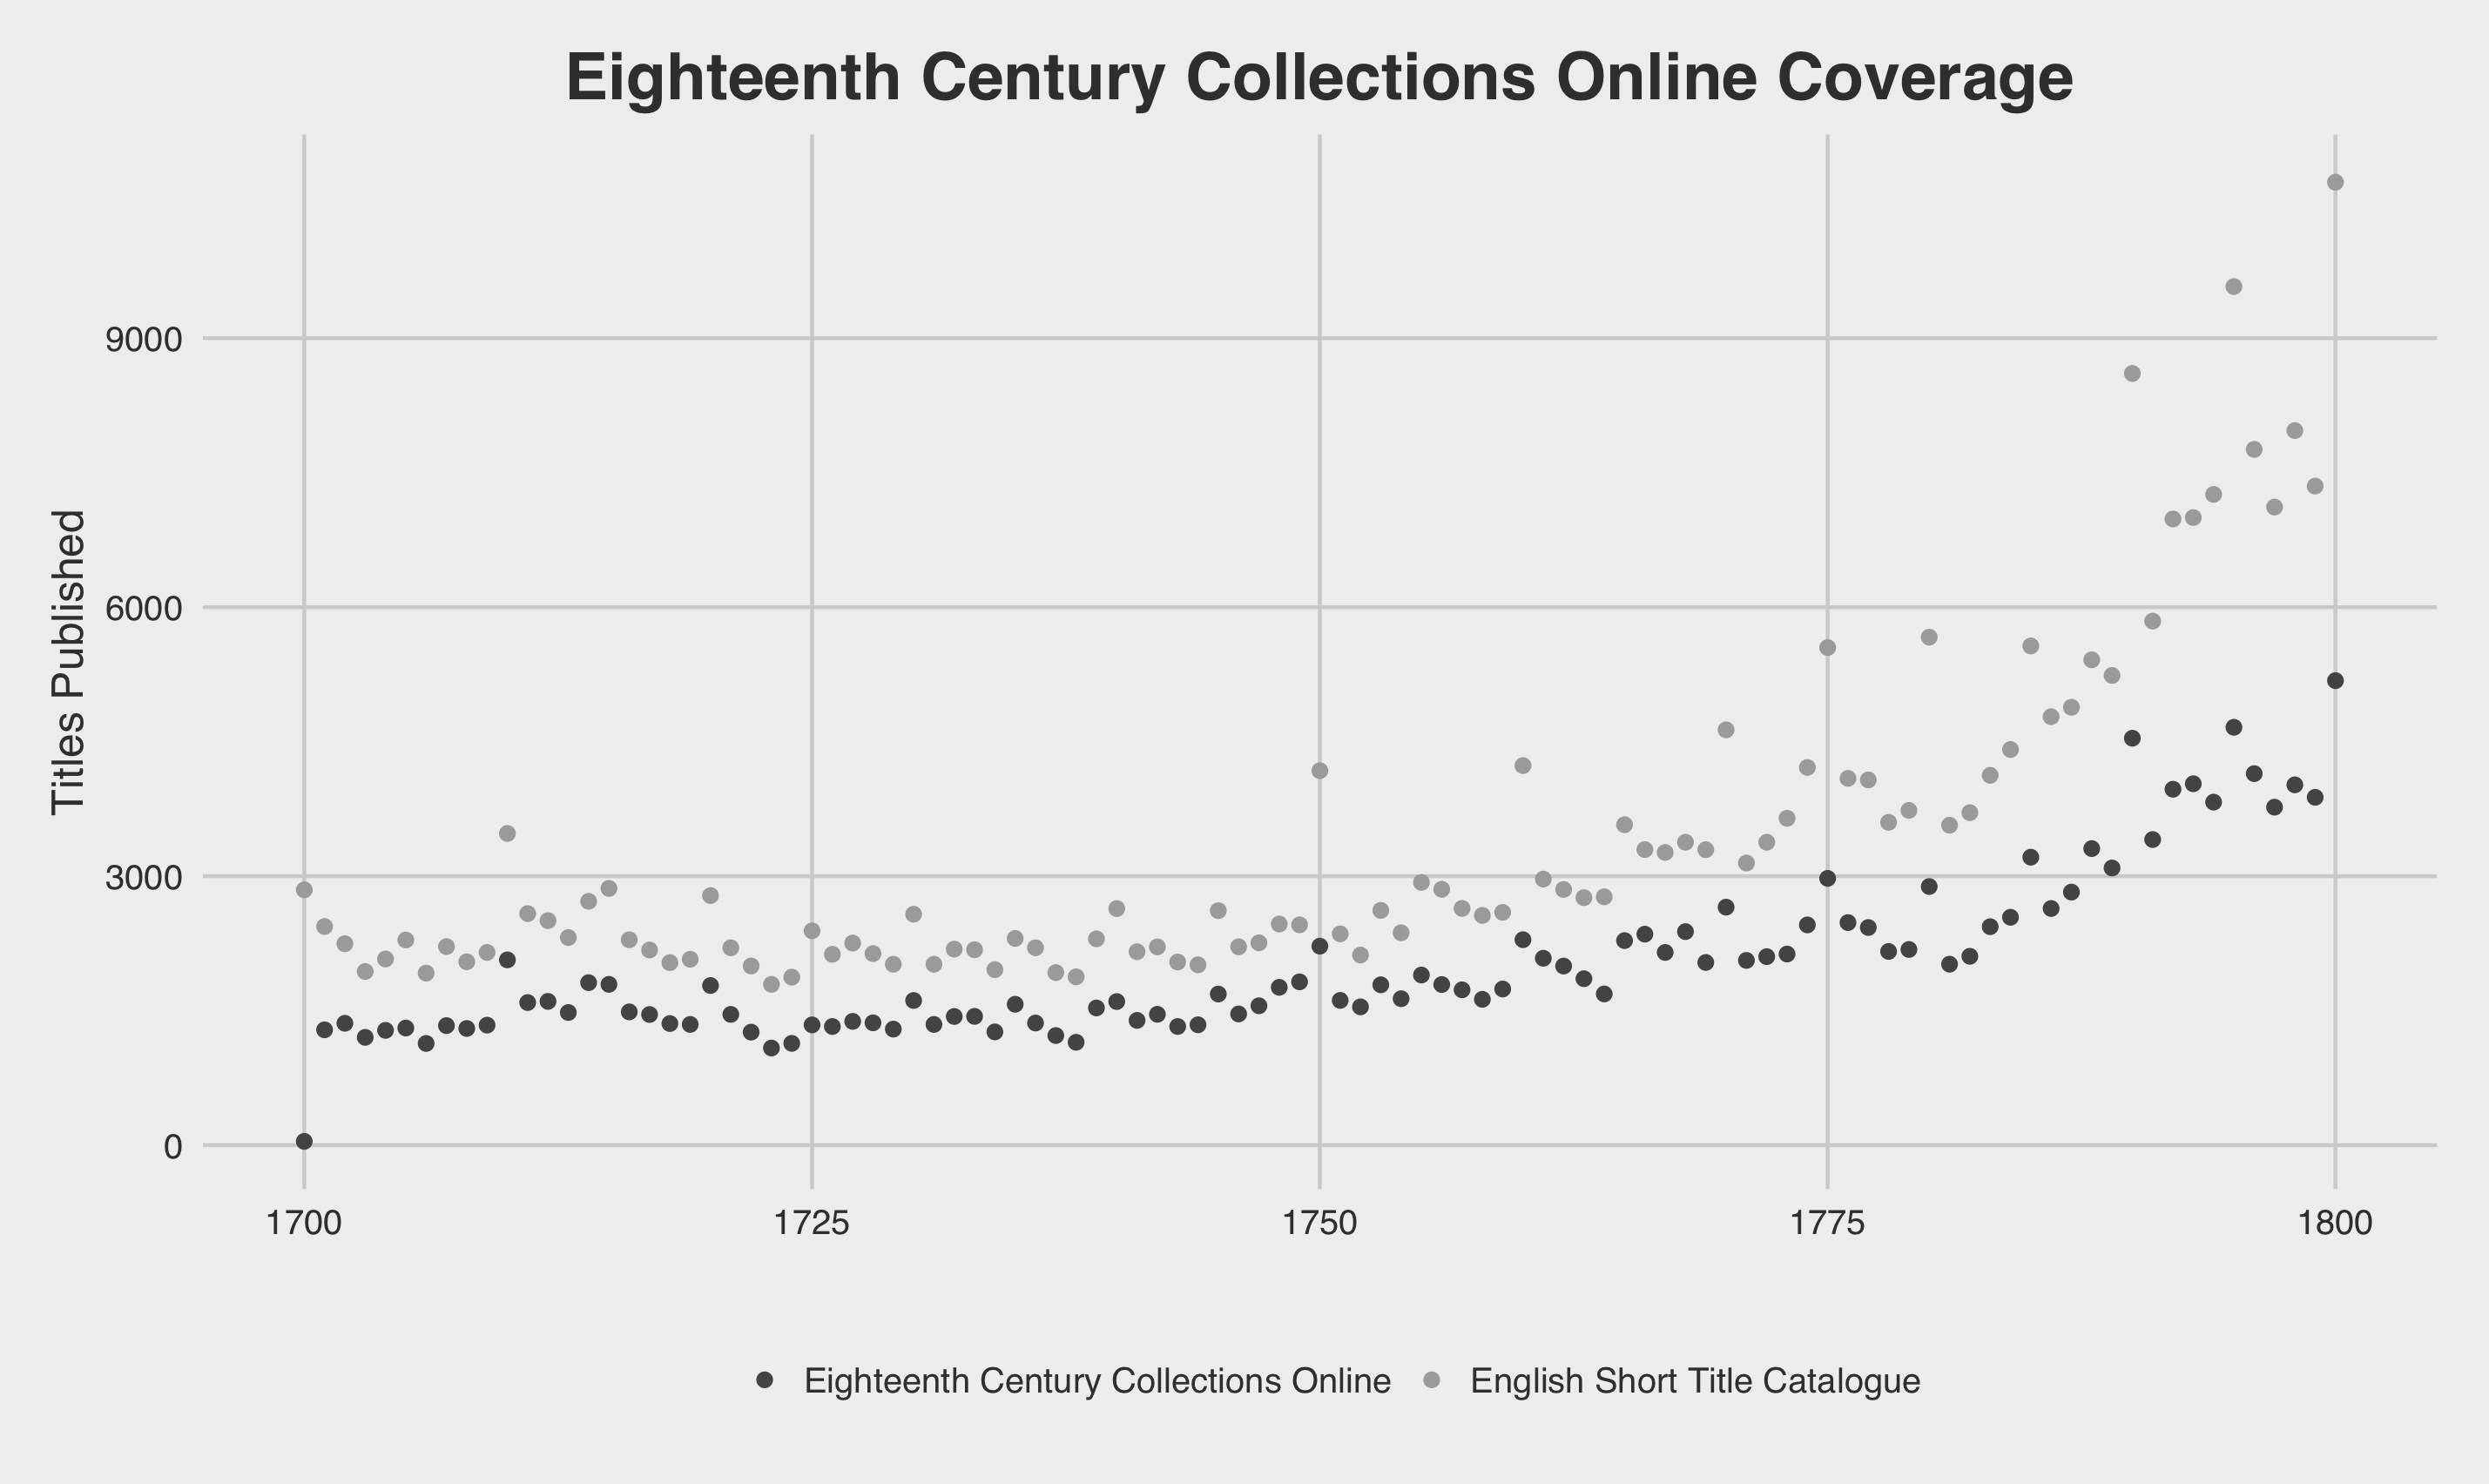 Eighteenth Century Collections Online Coverage
Titles Published
9000
6000
3000
0
1700 1725 1750 1775 1800
Eighteenth Century Collections Online English Short Title Catalogue